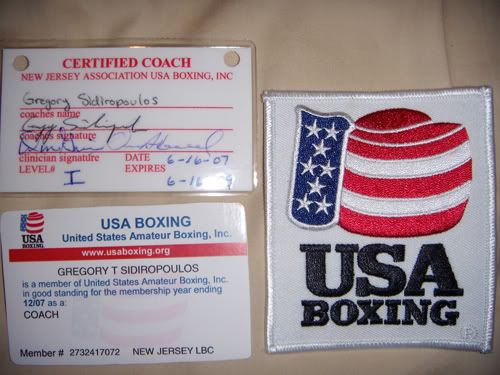 CERTIFIED COACH
NEW JERSEY ASSOCIATION USA BOXING, INC
Gregory Sidiropoulos
coaches name
coaches signature
clinician signature DATE 6-16-07
LEVEL# I EXPIRES 6-16-09
USA BOXING
United States Amateur Boxing, Inc.
www.usaboxing.org
USA
BOXING
GREGORY T SIDIROPOULOS
is a member of United States Amateur Boxing, Inc.
in good standing for the membership year ending
12/07 as a:
COACH
Member # 2732417072 NEW JERSEY LBC
USA
BOXING
®